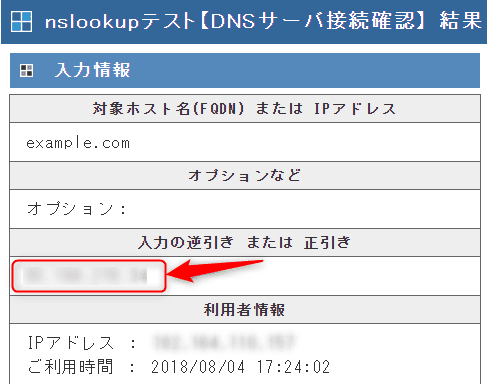 nslookupテスト【DNSサーバ接続確認】 結果
入力情報
対象ホスト名(FQDN) または IPアドレス
example.com
オプションなど
オプション：
入力の逆引き または 正引き
利用者情報
IPアドレス ：
ご利用時間 ： 2018/08/04 17:24:02